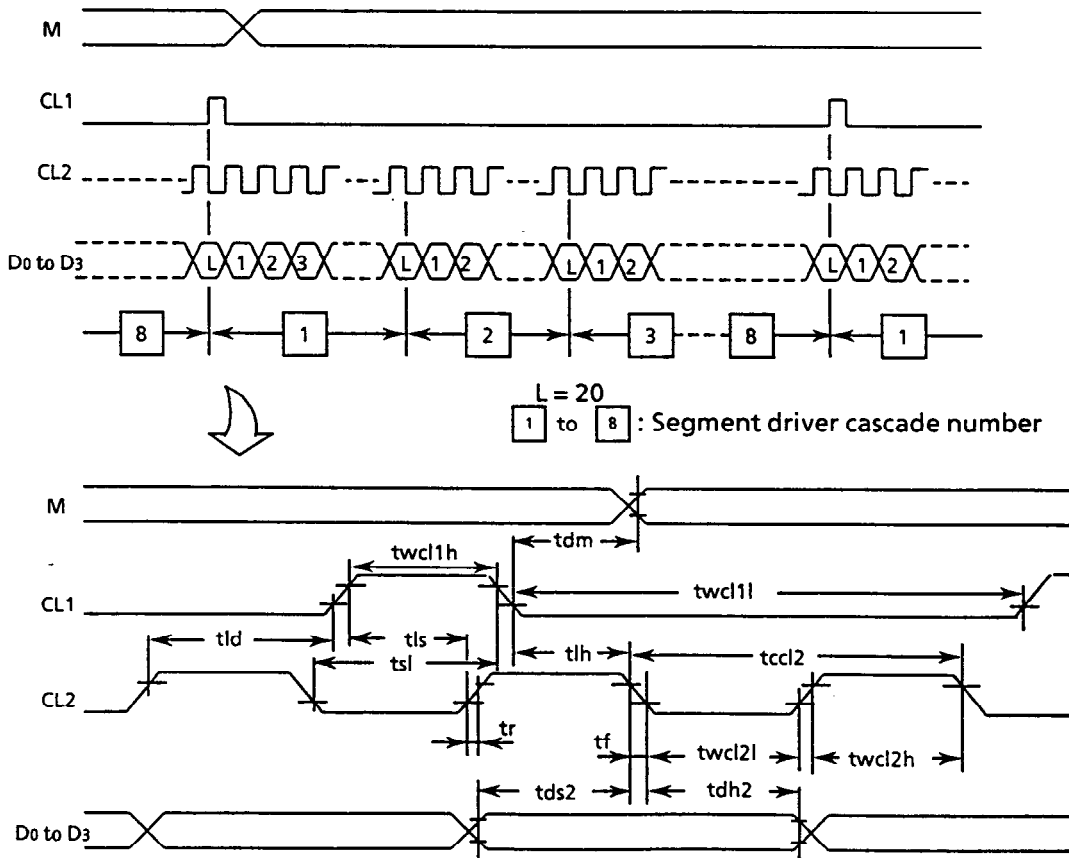 M
CL1
CL2
D0 to D3
L 1 2 3 L 1 2 L 1 2 L 1 2
8 1 2 3 8 1
L = 20
1 to 8 : Segment driver cascade number
M
tdm
twcl1h
CL1
twcl1l
tld tls tlh
tsl tccl2
CL2
tr tf twcl2l twcl2h
tds2 tdh2
D0 to D3